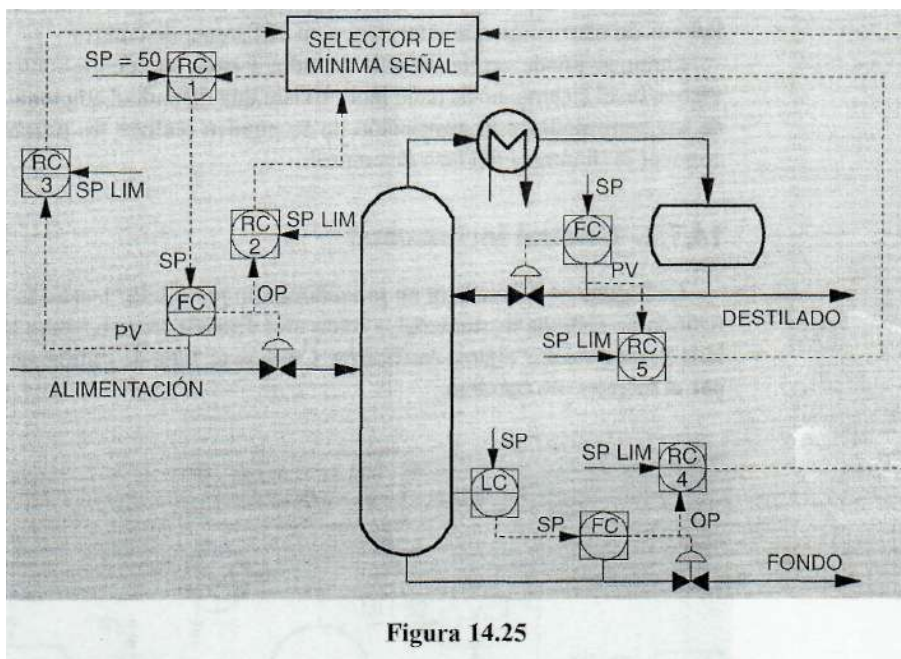 SELECTOR DE
MÍNIMA SEÑAL
SP = 50
RC
1
RC
3
SP LIM
RC
2
SP LIM
SP
FC
OP
PV
ALIMENTACIÓN
SP
FC
PV
DESTILADO
SP LIM
RC
5
SP
LC
SP LIM
RC
4
SP
FC
OP
FONDO
Figura 14.25